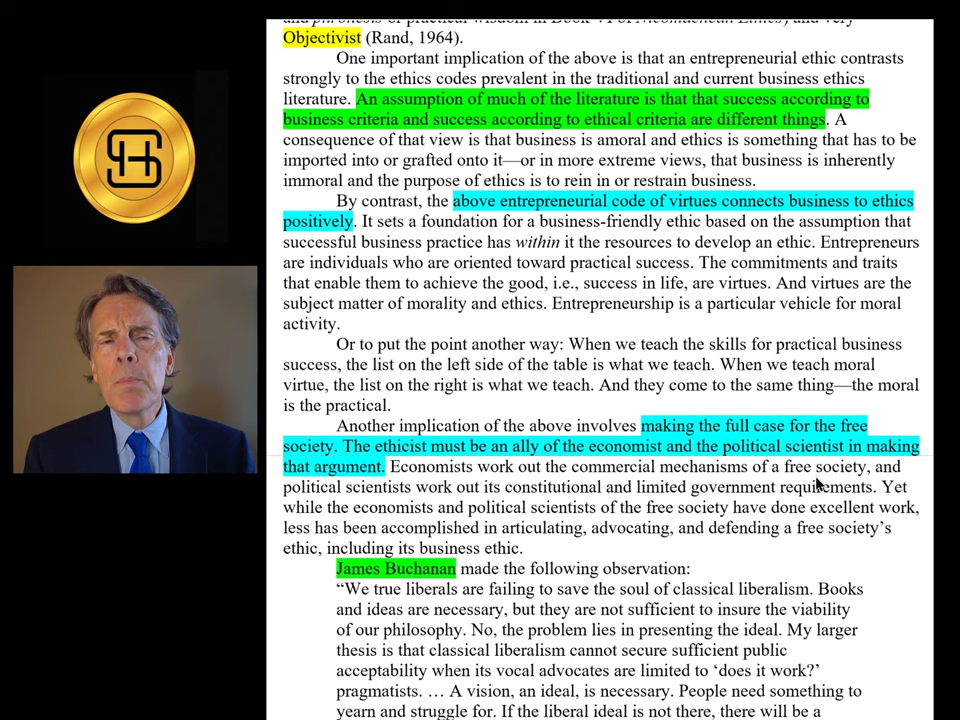 and phronesis or practical wisdom in Book VI of Nicomachean Ethics) and very
Objectivist (Rand, 1964).
One important implication of the above is that an entrepreneurial ethic contrasts
strongly to the ethics codes prevalent in the traditional and current business ethics
literature. An assumption of much of the literature is that that success according to
business criteria and success according to ethical criteria are different things. A
consequence of that view is that business is amoral and ethics is something that has to be
imported into or grafted onto it—or in more extreme views, that business is inherently
immoral and the purpose of ethics is to rein in or restrain business.
By contrast, the above entrepreneurial code of virtues connects business to ethics
positively. It sets a foundation for a business-friendly ethic based on the assumption that
successful business practice has within it the resources to develop an ethic. Entrepreneurs
are individuals who are oriented toward practical success. The commitments and traits
that enable them to achieve the good, i.e., success in life, are virtues. And virtues are the
subject matter of morality and ethics. Entrepreneurship is a particular vehicle for moral
activity.
Or to put the point another way: When we teach the skills for practical business
success, the list on the left side of the table is what we teach. When we teach moral
virtue, the list on the right is what we teach. And they come to the same thing—the moral
is the practical.
Another implication of the above involves making the full case for the free
society. The ethicist must be an ally of the economist and the political scientist in making
that argument. Economists work out the commercial mechanisms of a free society, and
political scientists work out its constitutional and limited government requirements. Yet
while the economists and political scientists of the free society have done excellent work,
less has been accomplished in articulating, advocating, and defending a free society’s
ethic, including its business ethic.
James Buchanan made the following observation:
“We true liberals are failing to save the soul of classical liberalism. Books
and ideas are necessary, but they are not sufficient to insure the viability
of our philosophy. No, the problem lies in presenting the ideal. My larger
thesis is that classical liberalism cannot secure sufficient public
acceptability when its vocal advocates are limited to ‘does it work?’
pragmatists. … A vision, an ideal, is necessary. People need something to
yearn and struggle for. If the liberal ideal is not there, there will be a